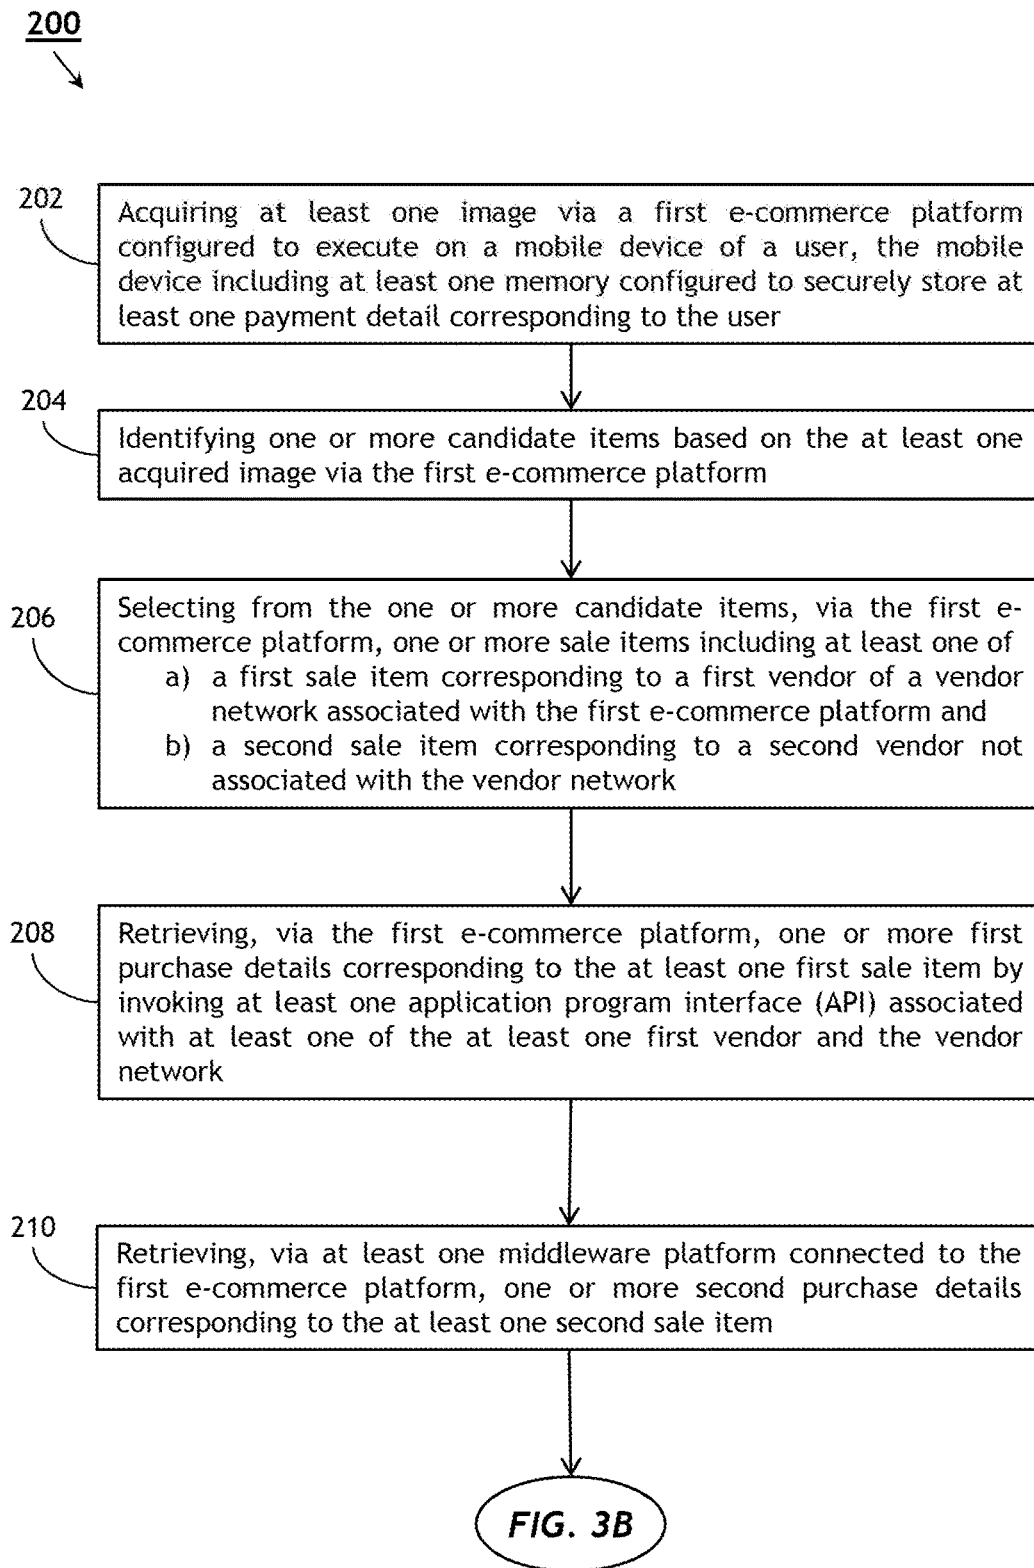 200
202
Acquiring at least one image via a first e-commerce platform
configured to execute on a mobile device of a user, the mobile
device including at least one memory configured to securely store at
least one payment detail corresponding to the user
204
Identifying one or more candidate items based on the at least one
acquired image via the first e-commerce platform
206
Selecting from the one or more candidate items, via the first e-
commerce platform, one or more sale items including at least one of
a) a first sale item corresponding to a first vendor of a vendor
network associated with the first e-commerce platform and
b) a second sale item corresponding to a second vendor not
associated with the vendor network
208
Retrieving, via the first e-commerce platform, one or more first
purchase details corresponding to the at least one first sale item by
invoking at least one application program interface (API) associated
with at least one of the at least one first vendor and the vendor
network
210
Retrieving, via at least one middleware platform connected to the
first e-commerce platform, one or more second purchase details
corresponding to the at least one second sale item
FIG. 3B